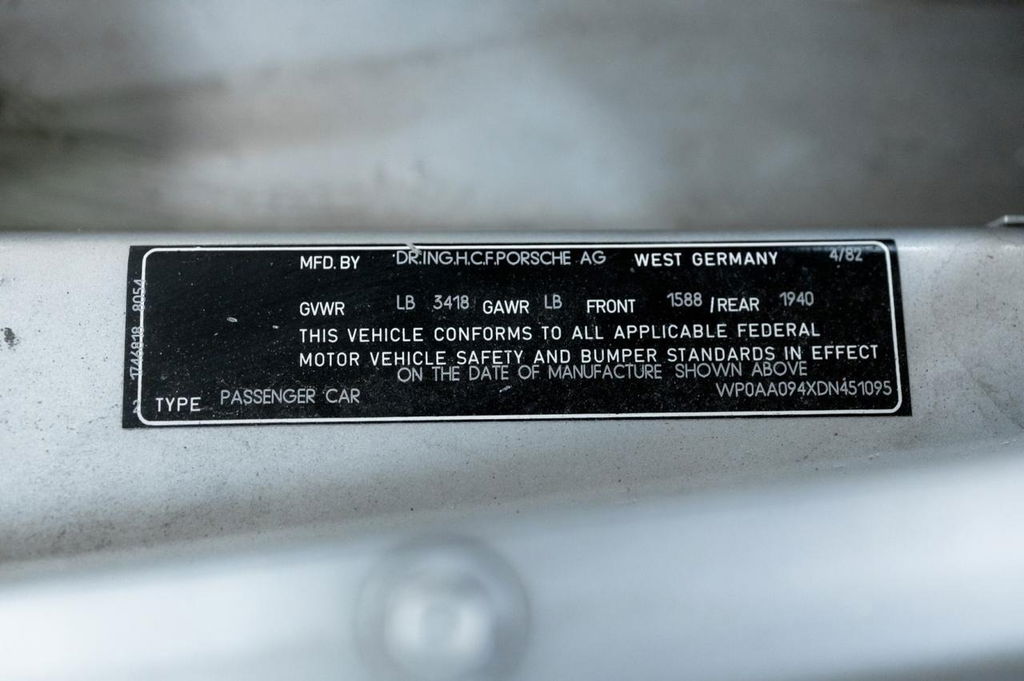 MFD. BY DR.ING.H.C.F.PORSCHE AG WEST GERMANY 4/82
GVWR LB 3418 GAWR LB FRONT 1588 /REAR 1940
THIS VEHICLE CONFORMS TO ALL APPLICABLE FEDERAL
MOTOR VEHICLE SAFETY AND BUMPER STANDARDS IN EFFECT
ON THE DATE OF MANUFACTURE SHOWN ABOVE
TYPE PASSENGER CAR WP0AA094XDN451095
1746818 8054